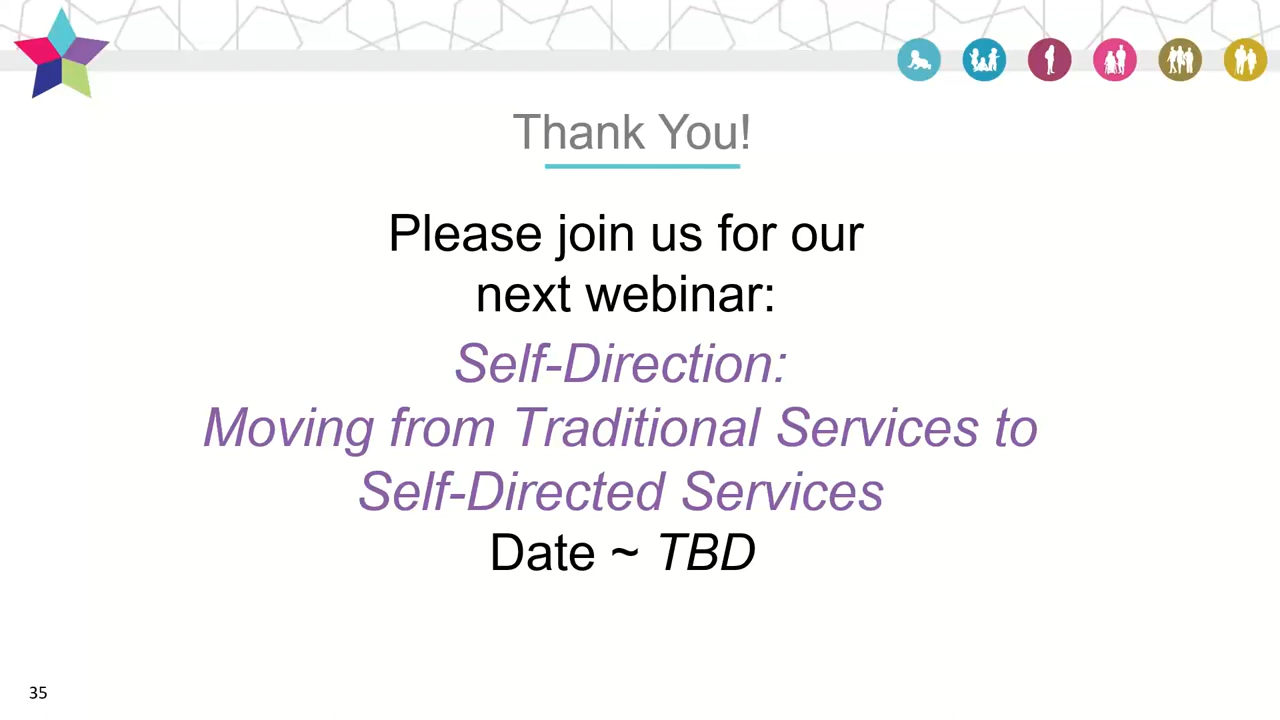 Thank You!
Please join us for our
next webinar:
Self-Direction:
Moving from Traditional Services to
Self-Directed Services
Date ~ TBD
35